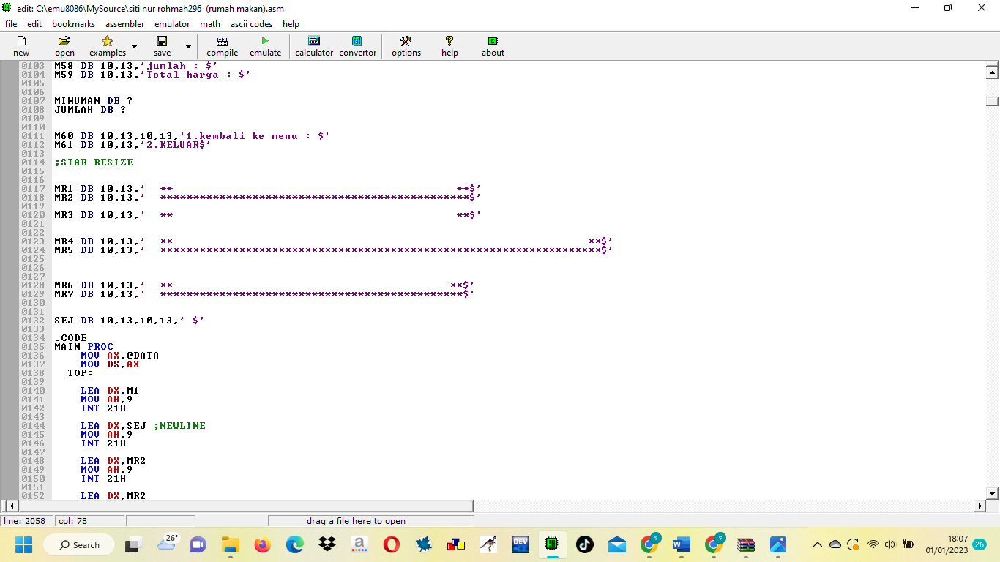 edit: C:\emu8086\MySource\siti nur rohmah296  (rumah makan).asm
file edit bookmarks assembler emulator math ascii codes help
new open examples save compile emulate calculator convertor options help about
0103 M58 DB 10,13,'jumlah : $'
0104 M59 DB 10,13,'Total harga : $'
0105
0106
0107 MINUMAN DB ?
0108 JUMLAH DB ?
0109
0110
0111 M60 DB 10,13,10,13,'1.kembali ke menu : $'
0112 M61 DB 10,13,'2.KELUAR$'
0113
0114 ;STAR RESIZE
0115
0116
0117 MR1 DB 10,13,'  **                                           **$'
0118 MR2 DB 10,13,'  ***********************************************$'
0119
0120 MR3 DB 10,13,'  **                                           **$'
0121
0122
0123 MR4 DB 10,13,'  **                                                               **$'
0124 MR5 DB 10,13,'  *******************************************************************$'
0125
0126
0127
0128 MR6 DB 10,13,'  **                                          **$'
0129 MR7 DB 10,13,'  **********************************************$'
0130
0131
0132 SEJ DB 10,13,10,13,' $'
0133
0134 .CODE
0135 MAIN PROC
0136     MOV AX,@DATA
0137     MOV DS,AX
0138   TOP:
0139
0140     LEA DX,M1
0141     MOV AH,9
0142     INT 21H
0143
0144     LEA DX,SEJ ;NEWLINE
0145     MOV AH,9
0146     INT 21H
0147
0148     LEA DX,MR2
0149     MOV AH,9
0150     INT 21H
0151
0152     LEA DX,MR2
line: 2058 col: 78 drag a file here to open
26°
Search
a
DEV
S
W
S
18:07
01/01/2023
26